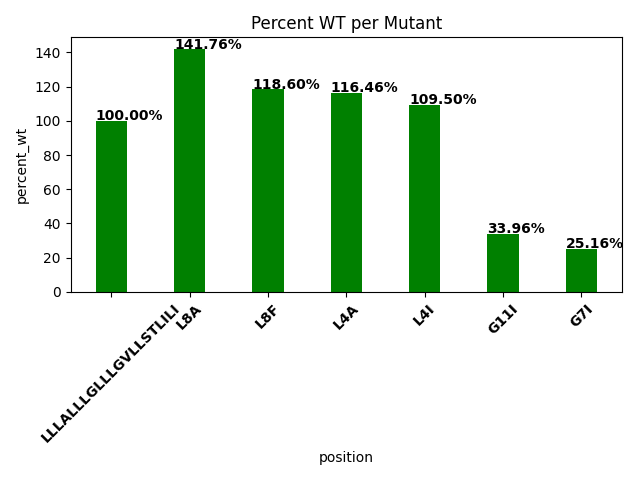 Percent WT per Mutant
percent_wt
140
120
100
80
60
40
20
0
100.00%
141.76%
118.60%
116.46%
109.50%
33.96%
25.16%
LLLALLLGLLLGVLLSTLILI
L8A
L8F
L4A
L4I
G11I
G7I
position